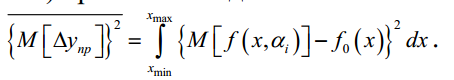 {M[Δy_пр]}² = ∫_{x_min}^{x_max} {M[f(x,α_i)]−f_0(x)}² dx.